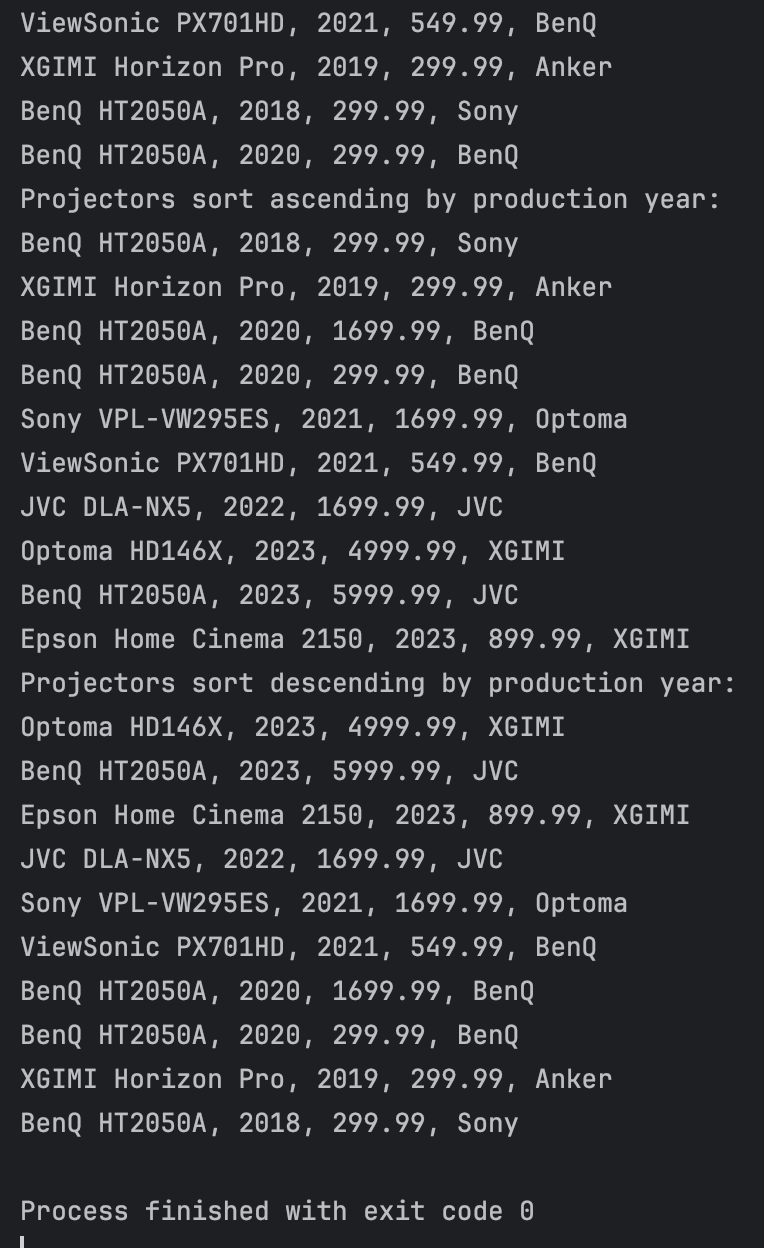 ViewSonic PX701HD, 2021, 549.99, BenQ
XGIMI Horizon Pro, 2019, 299.99, Anker
BenQ HT2050A, 2018, 299.99, Sony
BenQ HT2050A, 2020, 299.99, BenQ
Projectors sort ascending by production year:
BenQ HT2050A, 2018, 299.99, Sony
XGIMI Horizon Pro, 2019, 299.99, Anker
BenQ HT2050A, 2020, 1699.99, BenQ
BenQ HT2050A, 2020, 299.99, BenQ
Sony VPL-VW295ES, 2021, 1699.99, Optoma
ViewSonic PX701HD, 2021, 549.99, BenQ
JVC DLA-NX5, 2022, 1699.99, JVC
Optoma HD146X, 2023, 4999.99, XGIMI
BenQ HT2050A, 2023, 5999.99, JVC
Epson Home Cinema 2150, 2023, 899.99, XGIMI
Projectors sort descending by production year:
Optoma HD146X, 2023, 4999.99, XGIMI
BenQ HT2050A, 2023, 5999.99, JVC
Epson Home Cinema 2150, 2023, 899.99, XGIMI
JVC DLA-NX5, 2022, 1699.99, JVC
Sony VPL-VW295ES, 2021, 1699.99, Optoma
ViewSonic PX701HD, 2021, 549.99, BenQ
BenQ HT2050A, 2020, 1699.99, BenQ
BenQ HT2050A, 2020, 299.99, BenQ
XGIMI Horizon Pro, 2019, 299.99, Anker
BenQ HT2050A, 2018, 299.99, Sony
Process finished with exit code 0